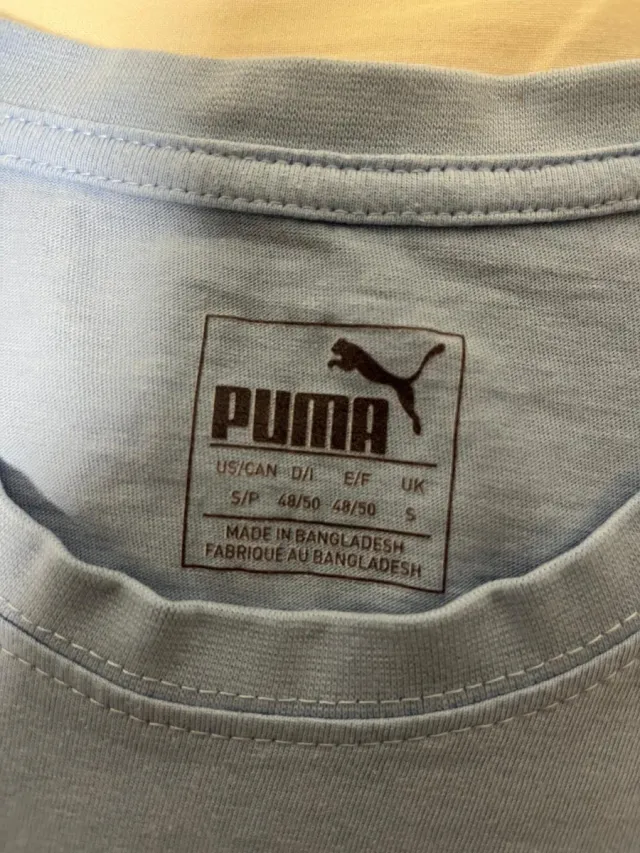 PUMA
US/CAN D/I E/F UK
S/P 48/50 48/50 S
MADE IN BANGLADESH
FABRIQUÉ AU BANGLADESH